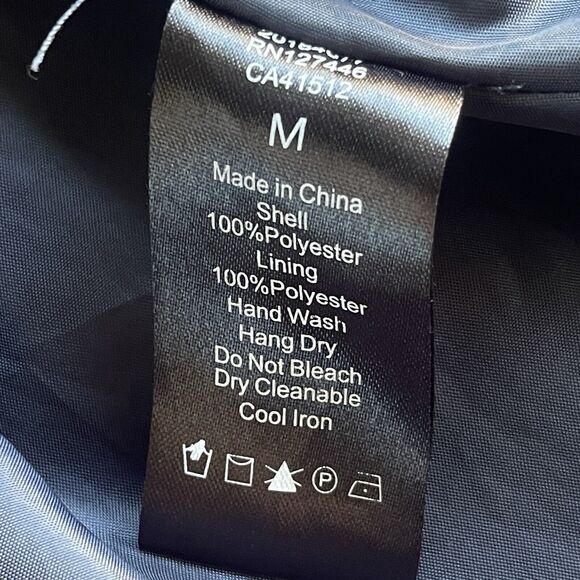 RN127446
CA41512
M
Made in China
Shell
100%Polyester
Lining
100%Polyester
Hand Wash
Hang Dry
Do Not Bleach
Dry Cleanable
Cool Iron
P